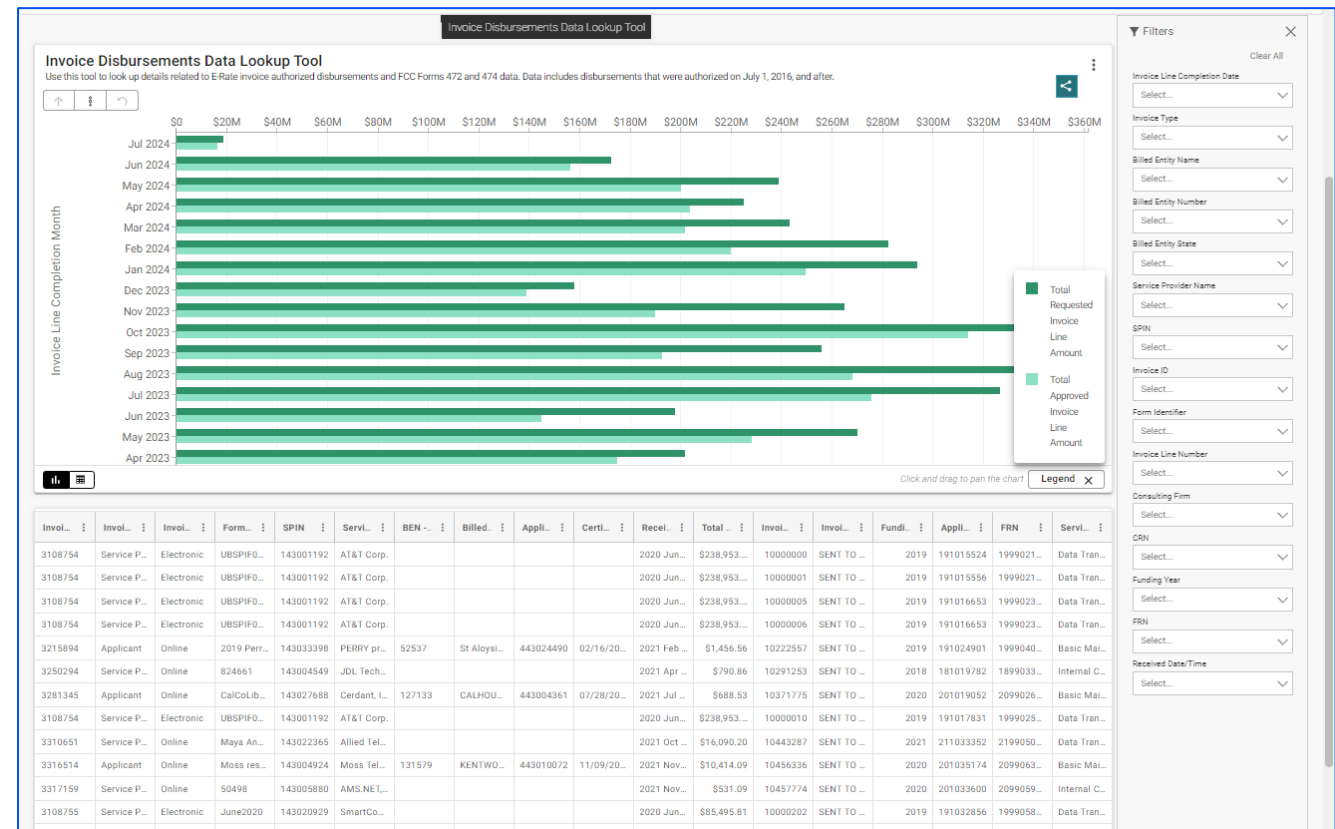 Invoice Disbursements Data Lookup Tool
Invoice Disbursements Data Lookup Tool
Use this tool to look up details related to E-Rate invoice authorized disbursements and FCC Forms 472 and 474 data. Data includes disbursements that were authorized on July 1, 2016, and after.
$0 $20M $40M $60M $80M $100M $120M $140M $160M $180M $200M $220M $240M $260M $280M $300M $320M $340M $360M
Invoice Line Completion Month
Jul 2024
Jun 2024
May 2024
Apr 2024
Mar 2024
Feb 2024
Jan 2024
Dec 2023
Nov 2023
Oct 2023
Sep 2023
Aug 2023
Jul 2023
Jun 2023
May 2023
Apr 2023
Total
Requested
Invoice
Line
Amount
Total
Approved
Invoice
Line
Amount
Click and drag to pan the chart Legend X
Invoi... Invoi... Invoi... Form... SPIN Servi... BEN -... Billed... Appli... Certi... Recei... Total ... Invoi... Invoi... Fundi... Appli... FRN Servi...
3108754 Service P... Electronic UBSPIF0... 143001192 AT&T Corp. 2020 Jun... $238,953.... 10000000 SENT TO ... 2019 191015524 1999021... Data Tran...
3108754 Service P... Electronic UBSPIF0... 143001192 AT&T Corp. 2020 Jun... $238,953.... 10000001 SENT TO ... 2019 191015556 1999021... Data Tran...
3108754 Service P... Electronic UBSPIF0... 143001192 AT&T Corp. 2020 Jun... $238,953.... 10000005 SENT TO ... 2019 191016653 1999023... Data Tran...
3108754 Service P... Electronic UBSPIF0... 143001192 AT&T Corp. 2020 Jun... $238,953.... 10000006 SENT TO ... 2019 191016653 1999023... Data Tran...
3215894 Applicant Online 2019 Perr... 143033398 PERRY pr... 52537 St Aloysi... 443024490 02/16/20... 2021 Feb ... $1,456.56 10222557 SENT TO ... 2019 191024901 1999040... Basic Mai...
3250294 Service P... Online 824661 143004549 JDL Tech... 2021 Apr ... $790.86 10291253 SENT TO ... 2018 181019782 1899033... Internal C...
3281345 Applicant Online CalCoLib... 143027688 Cerdant, I... 127133 CALHOU... 443004361 07/28/20... 2021 Jul ... $688.53 10371775 SENT TO ... 2020 201019052 2099026... Basic Mai...
3108754 Service P... Electronic UBSPIF0... 143001192 AT&T Corp. 2020 Jun... $238,953.... 10000010 SENT TO ... 2019 191017831 1999025... Data Tran...
3310651 Service P... Online Maya An... 143022365 Allied Tel... 2021 Oct ... $16,090.20 10443287 SENT TO ... 2021 211033352 2199050... Data Tran...
3316514 Applicant Online Moss res... 143004924 Moss Tel... 131579 KENTWO... 443010072 11/09/20... 2021 Nov... $10,414.09 10456336 SENT TO ... 2020 201035174 2099063... Basic Mai...
3317159 Service P... Online 50498 143005880 AMS.NET,... 2021 Nov... $531.09 10457774 SENT TO ... 2020 201033600 2099059... Internal C...
3108755 Service P... Electronic June2020 143020929 SmartCo... 2020 Jun... $85,495.81 10000202 SENT TO ... 2019 191032856 1999058... Data Tran...
Filters
Clear All
Invoice Line Completion Date
Select...
Invoice Type
Select...
Billed Entity Name
Select...
Billed Entity Number
Select...
Billed Entity State
Select...
Service Provider Name
Select...
SPIN
Select...
Invoice ID
Select...
Form Identifier
Select...
Invoice Line Number
Select...
Consulting Firm
Select...
CRN
Select...
Funding Year
Select...
FRN
Select...
Received Date/Time
Select...